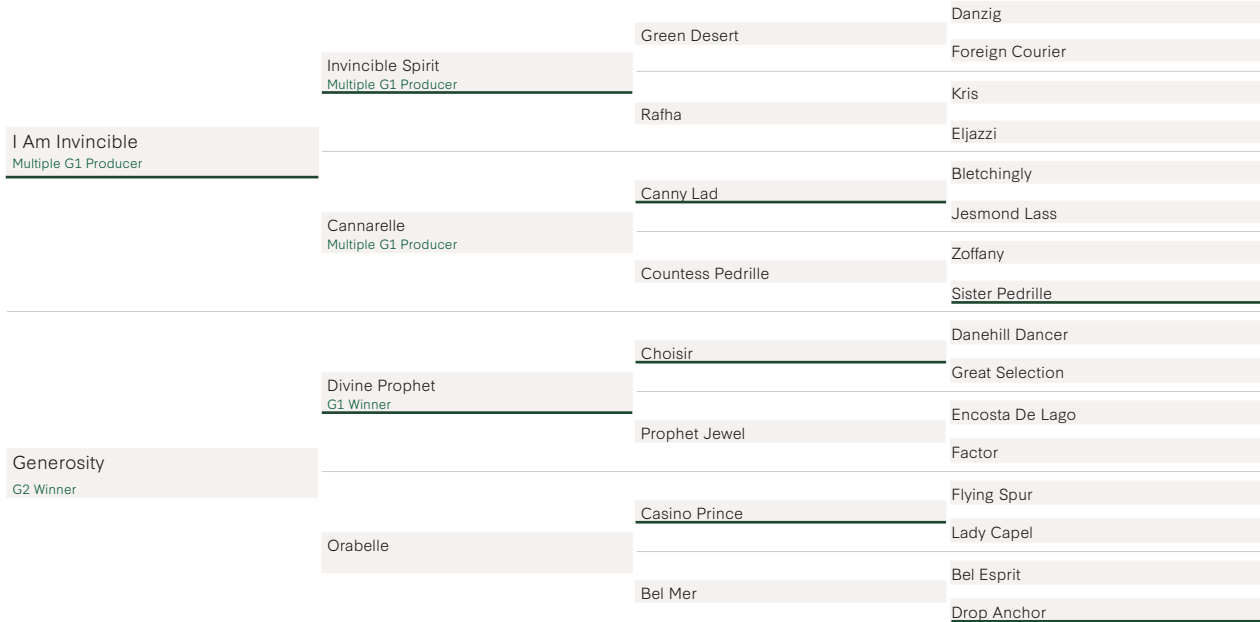 I Am Invincible
Multiple G1 Producer
Generosity
G2 Winner
Invincible Spirit
Multiple G1 Producer
Cannarelle
Multiple G1 Producer
Divine Prophet
G1 Winner
Orabelle
Green Desert
Rafha
Canny Lad
Countess Pedrille
Choisir
Prophet Jewel
Casino Prince
Bel Mer
Danzig
Foreign Courier
Kris
Eljazzi
Bletchingly
Jesmond Lass
Zoffany
Sister Pedrille
Danehill Dancer
Great Selection
Encosta De Lago
Factor
Flying Spur
Lady Capel
Bel Esprit
Drop Anchor